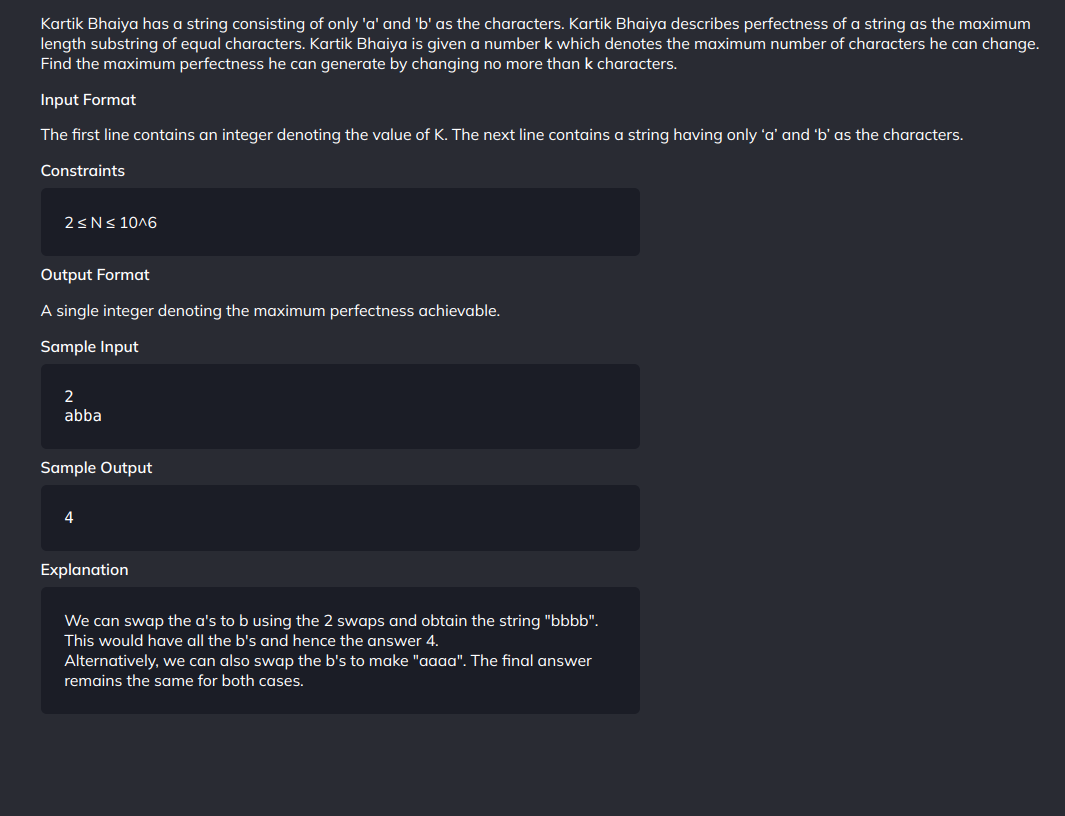 Kartik Bhaiya has a string consisting of only 'a' and 'b' as the characters. Kartik Bhaiya describes perfectness of a string as the maximum
length substring of equal characters. Kartik Bhaiya is given a number k which denotes the maximum number of characters he can change.
Find the maximum perfectness he can generate by changing no more than k characters.
Input Format
The first line contains an integer denoting the value of K. The next line contains a string having only ‘a’ and ‘b’ as the characters.
Constraints
2 ≤ N ≤ 10^6
Output Format
A single integer denoting the maximum perfectness achievable.
Sample Input
2
abba
Sample Output
4
Explanation
We can swap the a's to b using the 2 swaps and obtain the string "bbbb".
This would have all the b's and hence the answer 4.
Alternatively, we can also swap the b's to make "aaaa". The final answer
remains the same for both cases.